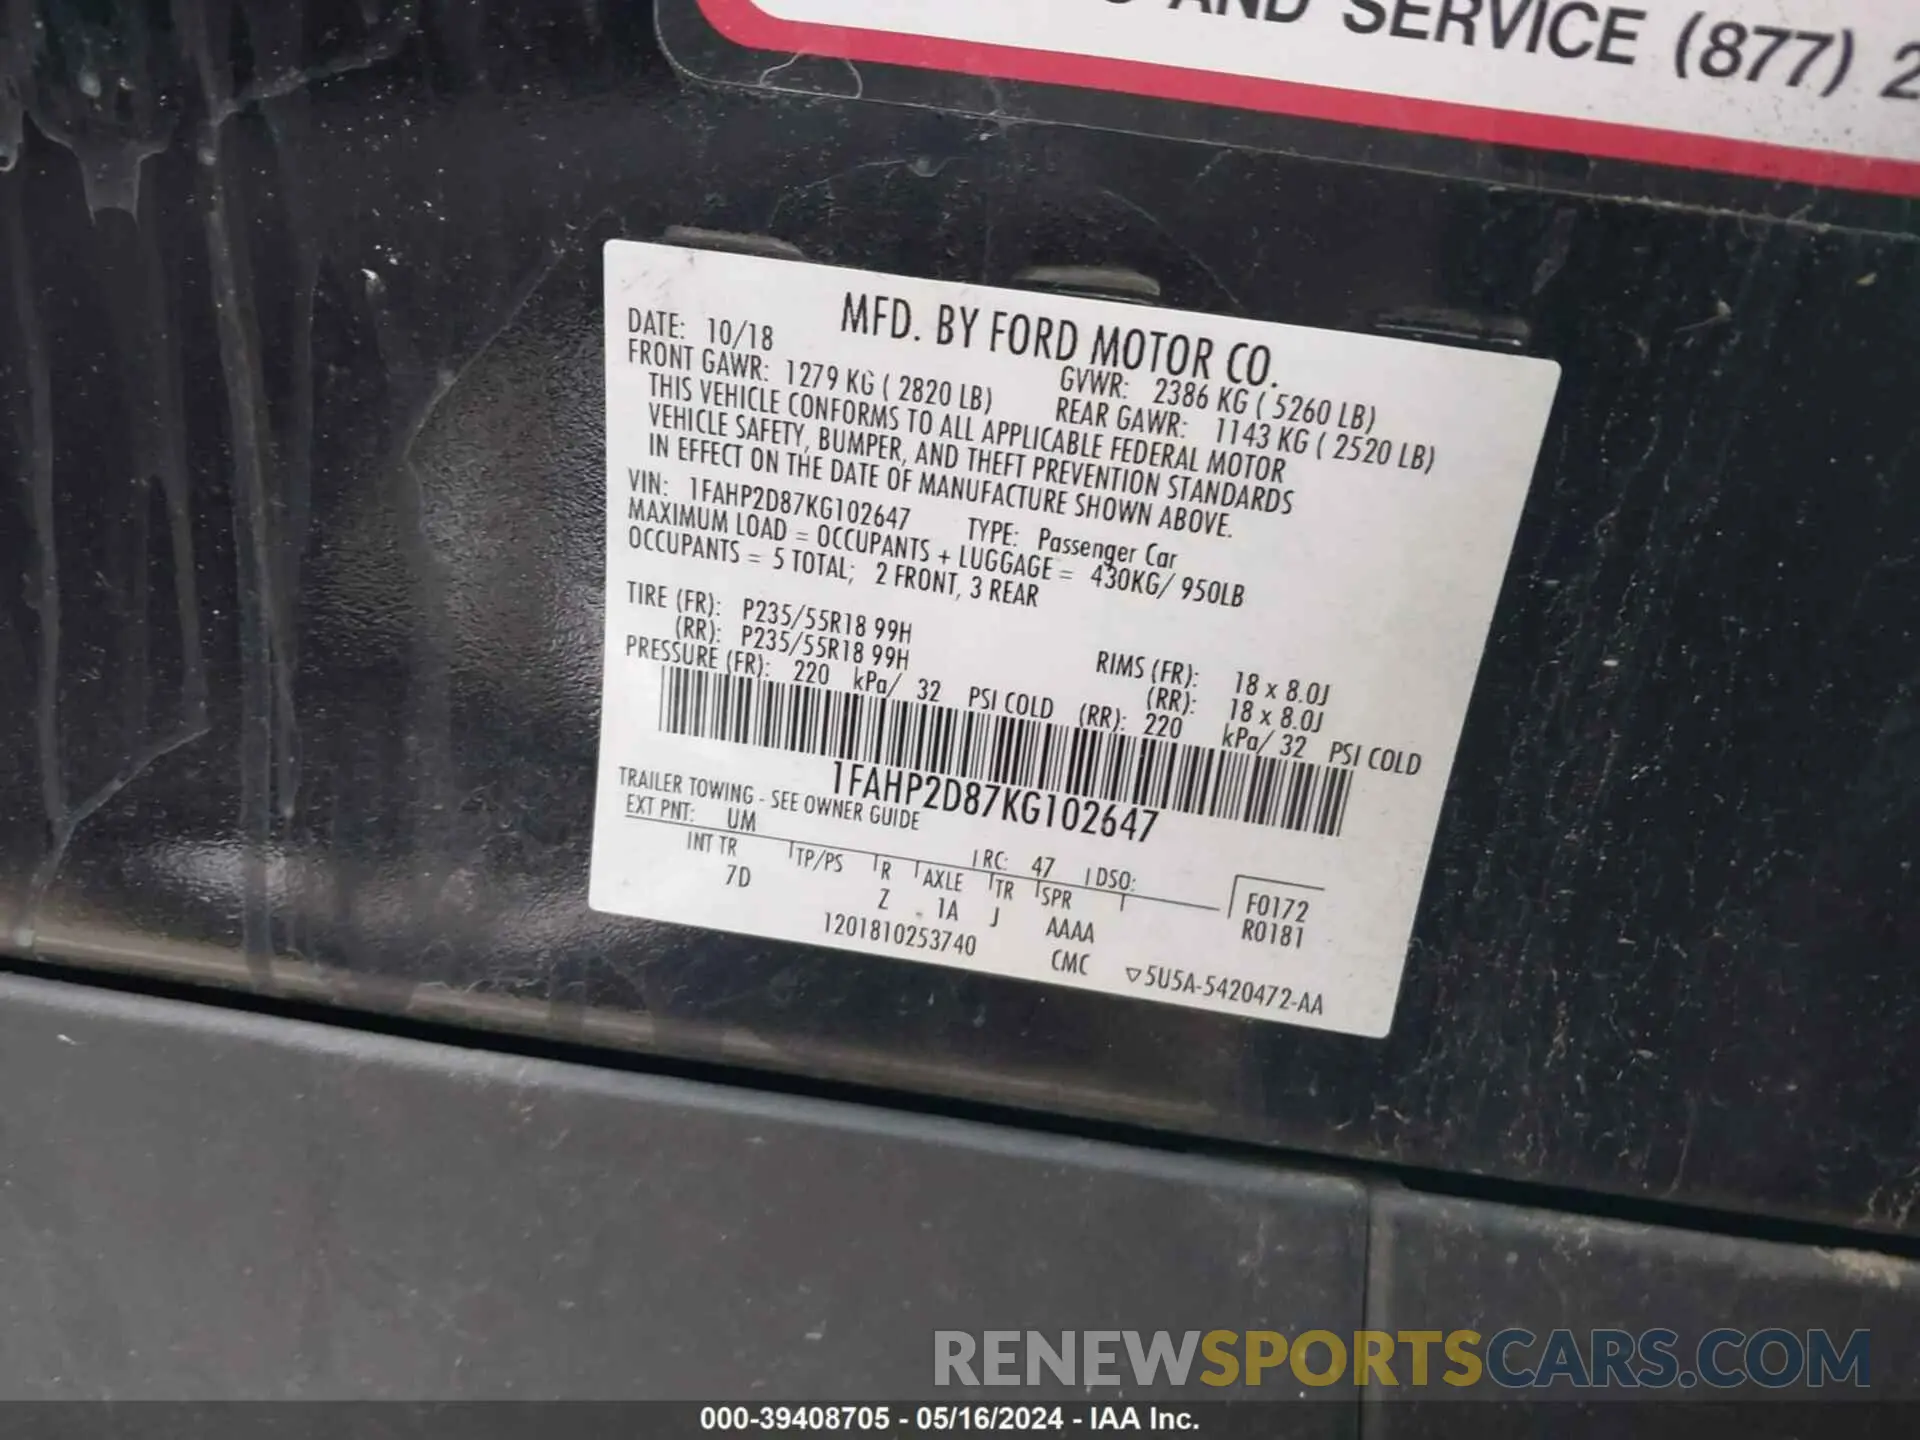 AND SERVICE (877) 2
MFD. BY FORD MOTOR CO.
DATE: 10/18
GVWR: 2386 KG ( 5260 LB)
FRONT GAWR: 1279 KG ( 2820 LB)
REAR GAWR: 1143 KG ( 2520 LB)
THIS VEHICLE CONFORMS TO ALL APPLICABLE FEDERAL MOTOR
VEHICLE SAFETY, BUMPER, AND THEFT PREVENTION STANDARDS
IN EFFECT ON THE DATE OF MANUFACTURE SHOWN ABOVE.
VIN: 1FAHP2D87KG102647 TYPE: Passenger Car
MAXIMUM LOAD = OCCUPANTS + LUGGAGE = 430KG/ 950LB
OCCUPANTS = 5 TOTAL; 2 FRONT, 3 REAR
TIRE (FR): P235/55R18 99H RIMS (FR): 18 x 8.0J
(RR): P235/55R18 99H (RR): 18 x 8.0J
PRESSURE (FR): 220 kPa/ 32 PSI COLD (RR): 220 kPa/ 32 PSI COLD
1FAHP2D87KG102647
TRAILER TOWING - SEE OWNER GUIDE
EXT PNT: UM RC: 47 DSO:
INT TR TP/PS R AXLE TR SPR
7D Z 1A J AAAA
F0172
R0181
1201810253740 CMC ▽5U5A-5420472-AA
RENEWSPORTSCARS.COM
000-39408705 - 05/16/2024 - IAA Inc.